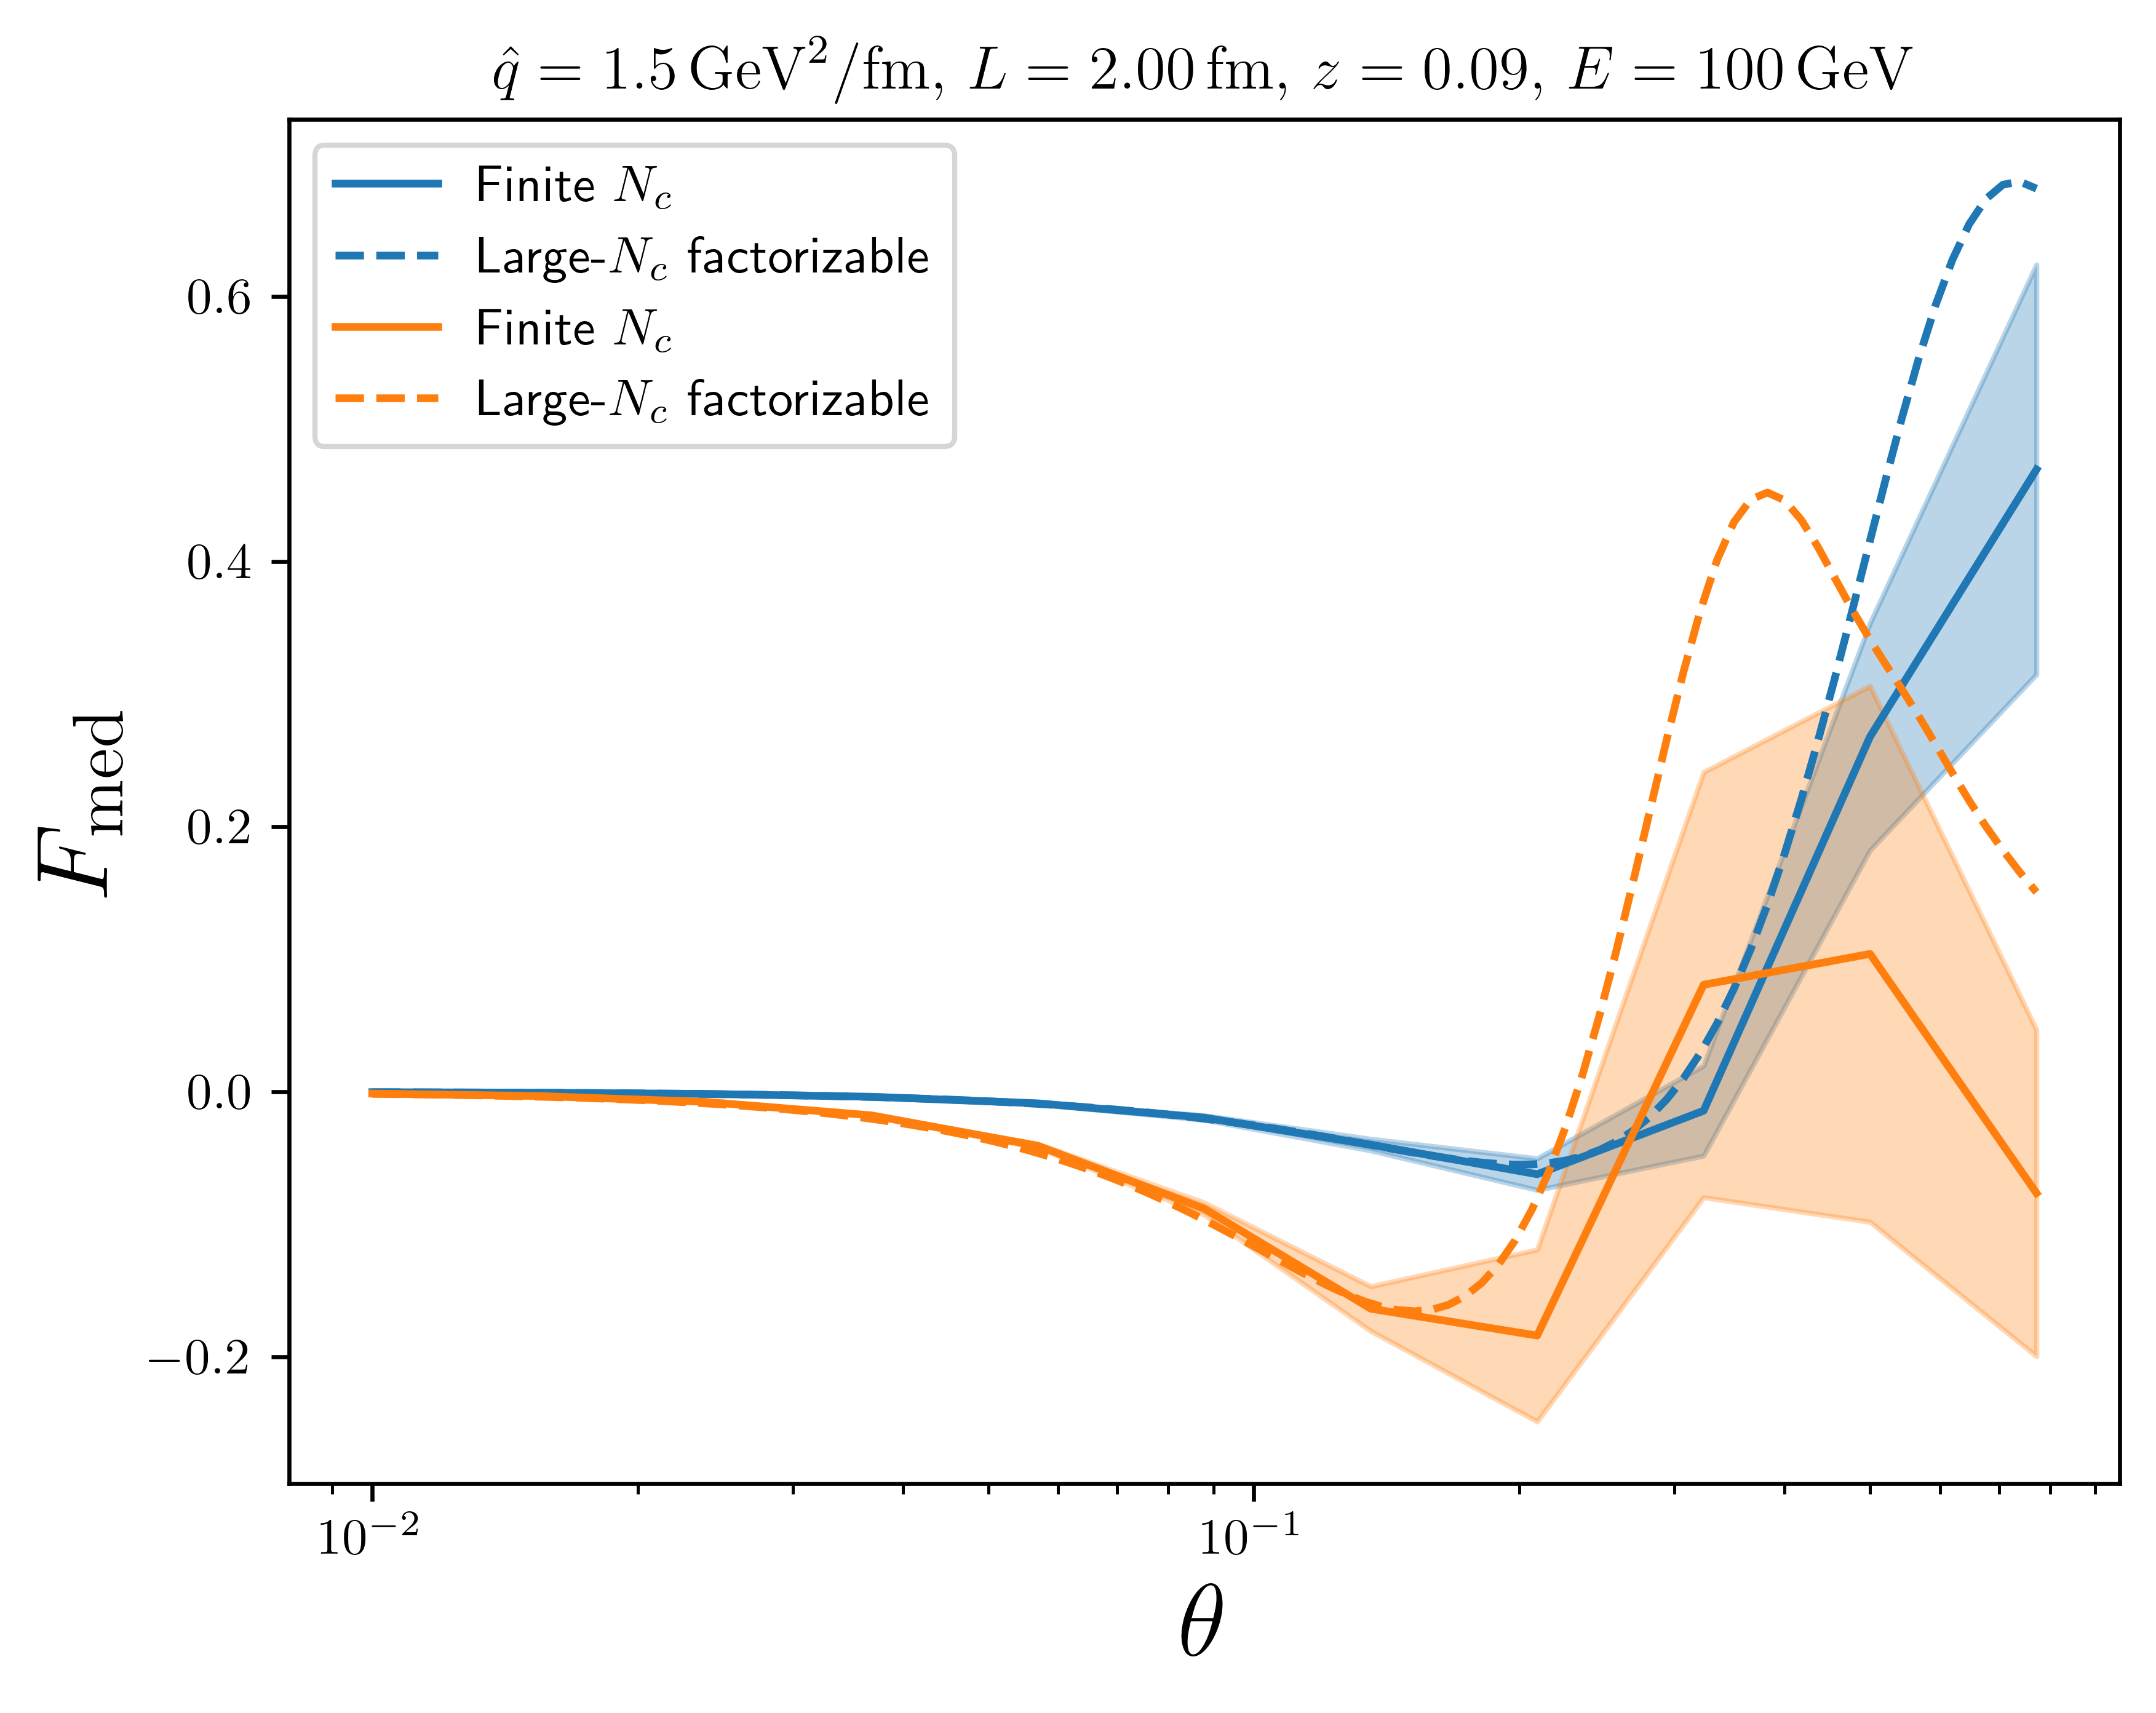 q̂ = 1.5 GeV²/fm, L = 2.00 fm, z = 0.09, E = 100 GeV
Finite N_c
Large-N_c factorizable
Finite N_c
Large-N_c factorizable
0.6
0.4
0.2
0.0
−0.2
F_med
10⁻²
10⁻¹
θ